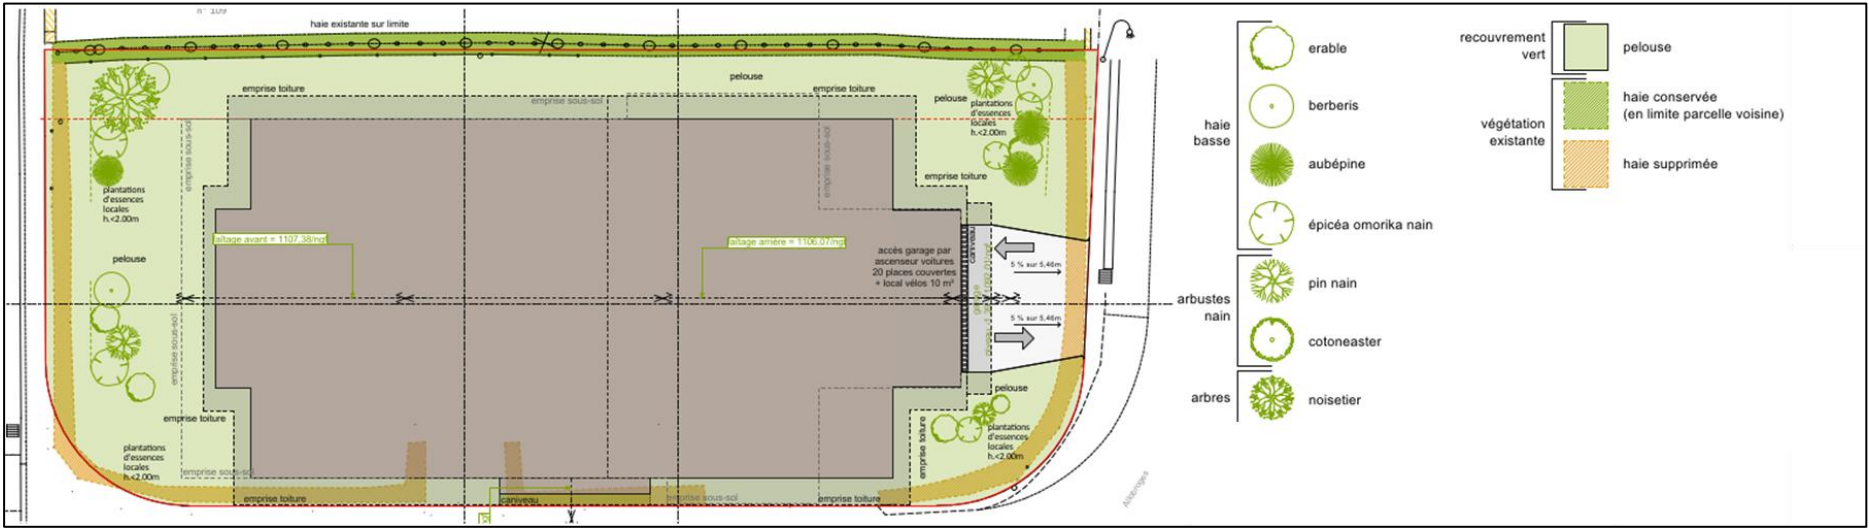 n° 109
haie existante sur limite
pelouse
emprise toiture
emprise sous-sol
emprise toiture
pelouse
plantations
d'essences
locales
h.<2.00m
emprise sous-sol
emprise sous-sol
emprise toiture
plantations
d'essences
locales
h.<2.00m
faîtage avant = 1107.38/ngf
faîtage arrière = 1106.07/ngf
pelouse
accès garage par
ascenseur voitures
20 places couvertes
+ local vélos 10 m²
caniveau
5 % sur 5,46m
5 % sur 5,46m
emprise sous-sol
pelouse
emprise toiture
emprise toiture
plantations
d'essences
locales
h.<2.00m
plantations
d'essences
locales
h.<2.00m
emprise sous-sol
emprise toiture
caniveau
emprise sous-sol
emprise toiture
Allobroges
haie
basse
erable
berberis
aubépine
épicéa omorika nain
arbustes
nain
pin nain
cotoneaster
arbres
noisetier
recouvrement
vert
pelouse
végétation
existante
haie conservée
(en limite parcelle voisine)
haie supprimée